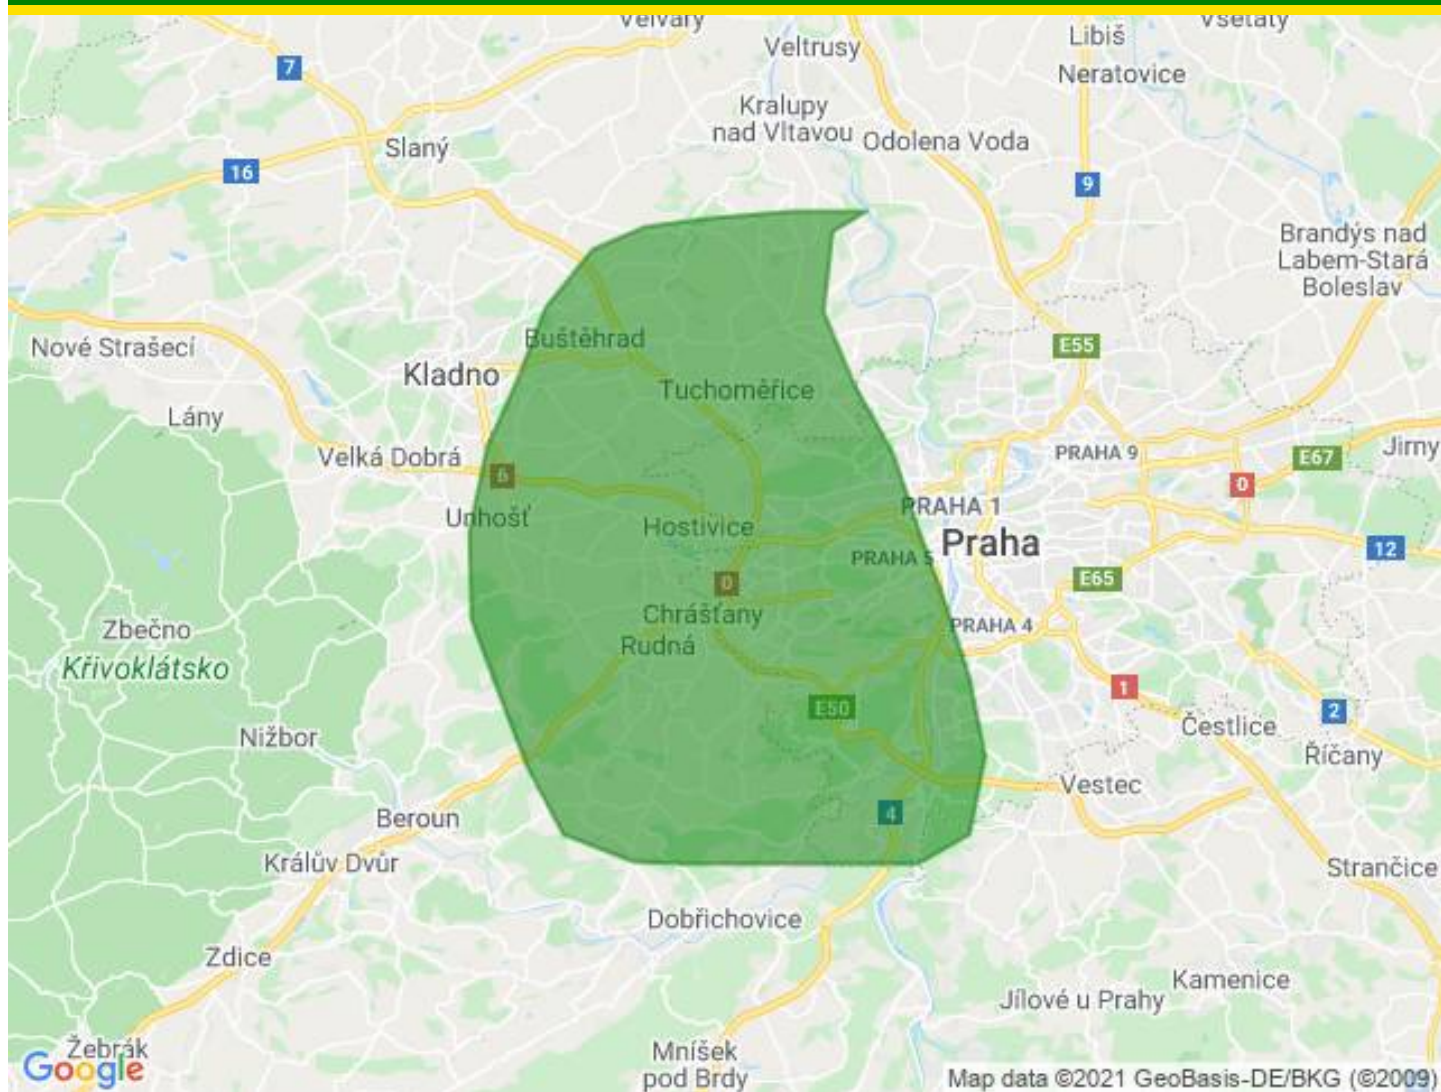 Velvary
Všetaty
Libiš
Veltrusy
7
Neratovice
Kralupy
nad Vltavou
Odolena Voda
Slaný
16
9
Brandýs nad
Labem-Stará
Boleslav
Buštěhrad
Nové Strašecí
E55
Kladno
Tuchoměřice
Lány
Velká Dobrá
PRAHA 9
E67
Jirny
6
0
Unhošť
Hostivice
PRAHA 1
Praha
12
PRAHA 5
0
E65
Chrášťany
Zbečno
Rudná
PRAHA 4
Křivoklátsko
1
E50
2
Nižbor
Čestlice
Říčany
Vestec
Beroun
4
Králův Dvůr
Strančice
Dobřichovice
Zdice
Kamenice
Jílové u Prahy
Žebrák
Mníšek
pod Brdy
Google
Map data ©2021 GeoBasis-DE/BKG (©2009)